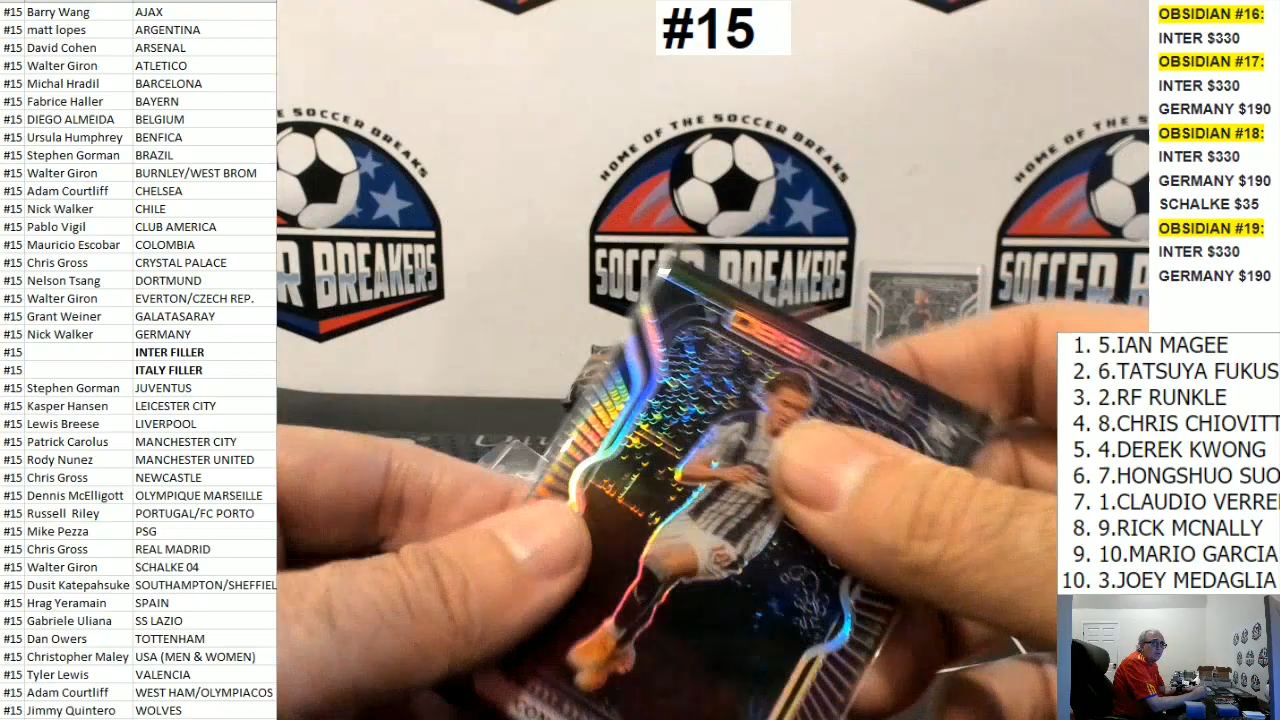 #15 Barry Wang AJAX
#15 matt lopes ARGENTINA
#15 David Cohen ARSENAL
#15 Walter Giron ATLETICO
#15 Michal Hradil BARCELONA
#15 Fabrice Haller BAYERN
#15 DIEGO ALMEIDA BELGIUM
#15 Ursula Humphrey BENFICA
#15 Stephen Gorman BRAZIL
#15 Walter Giron BURNLEY/WEST BROM
#15 Adam Courtliff CHELSEA
#15 Nick Walker CHILE
#15 Pablo Vigil CLUB AMERICA
#15 Mauricio Escobar COLOMBIA
#15 Chris Gross CRYSTAL PALACE
#15 Nelson Tsang DORTMUND
#15 Walter Giron EVERTON/CZECH REP.
#15 Grant Weiner GALATASARAY
#15 Nick Walker GERMANY
#15 INTER FILLER
#15 ITALY FILLER
#15 Stephen Gorman JUVENTUS
#15 Kasper Hansen LEICESTER CITY
#15 Lewis Breese LIVERPOOL
#15 Patrick Carolus MANCHESTER CITY
#15 Rody Nunez MANCHESTER UNITED
#15 Chris Gross NEWCASTLE
#15 Dennis McElligott OLYMPIQUE MARSEILLE
#15 Russell Riley PORTUGAL/FC PORTO
#15 Mike Pezza PSG
#15 Chris Gross REAL MADRID
#15 Walter Giron SCHALKE 04
#15 Dusit Katepahsuke SOUTHAMPTON/SHEFFIEL
#15 Hrag Yeramain SPAIN
#15 Gabriele Uliana SS LAZIO
#15 Dan Owers TOTTENHAM
#15 Christopher Maley USA (MEN & WOMEN)
#15 Tyler Lewis VALENCIA
#15 Adam Courtliff WEST HAM/OLYMPIACOS
#15 Jimmy Quintero WOLVES
#15
E SOCCER BREAKS
R BREAKERS
HOME OF THE SOCCER BREAKS
SOCCER BREAKERS
HOME OF THE S
SOCCER
OBSIDIAN #16:
INTER $330
OBSIDIAN #17:
INTER $330
GERMANY $190
OBSIDIAN #18:
INTER $330
GERMANY $190
SCHALKE $35
OBSIDIAN #19:
INTER $330
GERMANY $190
1. 5.IAN MAGEE
2. 6.TATSUYA FUKUS
3. 2.RF RUNKLE
4. 8.CHRIS CHIOVITT
5. 4.DEREK KWONG
6. 7.HONGSHUO SUO
7. 1.CLAUDIO VERRE
8. 9.RICK MCNALLY
9. 10.MARIO GARCIA
10. 3.JOEY MEDAGLIA